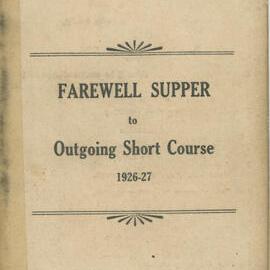 FAREWELL SUPPER
to
Outgoing Short Course
1926-27